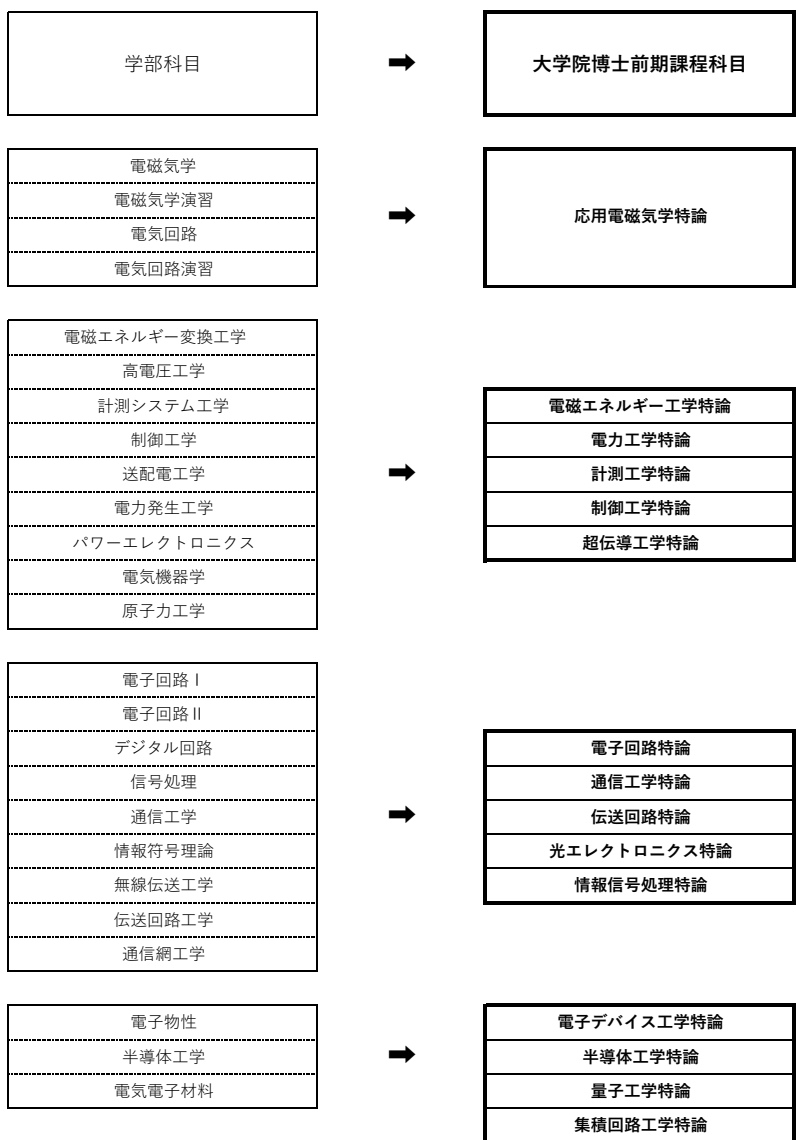 学部科目
➡
大学院博士前期課程科目
電磁気学
電磁気学演習
電気回路
電気回路演習
➡
応用電磁気学特論
電磁エネルギー変換工学
高電圧工学
計測システム工学
制御工学
送配電工学
電力発生工学
パワーエレクトロニクス
電気機器学
原子力工学
➡
電磁エネルギー工学特論
電力工学特論
計測工学特論
制御工学特論
超伝導工学特論
電子回路Ⅰ
電子回路Ⅱ
デジタル回路
信号処理
通信工学
情報符号理論
無線伝送工学
伝送回路工学
通信網工学
➡
電子回路特論
通信工学特論
伝送回路特論
光エレクトロニクス特論
情報信号処理特論
電子物性
半導体工学
電気電子材料
➡
電子デバイス工学特論
半導体工学特論
量子工学特論
集積回路工学特論